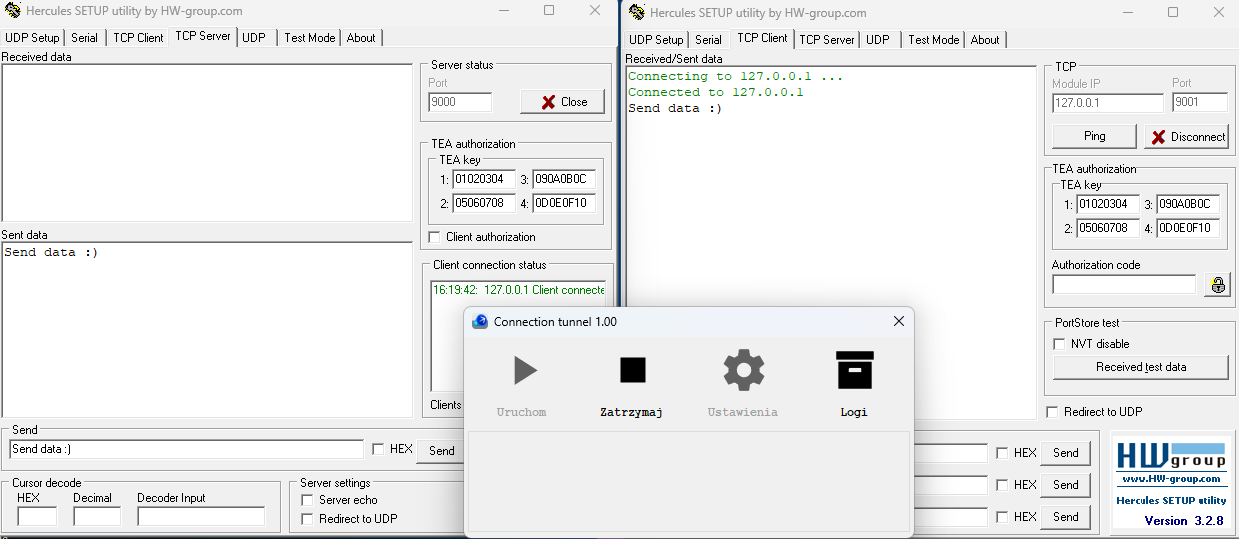 Hercules SETUP utility by HW-group.com
UDP Setup Serial TCP Client TCP Server UDP Test Mode About
Received data
Server status
Port
9000
Close
TEA authorization
TEA key
1: 01020304 3: 090A0B0C
2: 05060708 4: 0D0E0F10
Client authorization
Sent data
Send data :)
Client connection status
16:19:42: 127.0.0.1 Client connecte
Clients
Send
Send data :)
HEX
Send
Cursor decode
HEX Decimal Decoder Input
Server settings
Server echo
Redirect to UDP
Hercules SETUP utility by HW-group.com
UDP Setup Serial TCP Client TCP Server UDP Test Mode About
Received/Sent data
Connecting to 127.0.0.1 ...
Connected to 127.0.0.1
Send data :)
TCP
Module IP Port
127.0.0.1 9001
Ping Disconnect
TEA authorization
TEA key
1: 01020304 3: 090A0B0C
2: 05060708 4: 0D0E0F10
Authorization code
PortStore test
NVT disable
Received test data
Redirect to UDP
HEX Send
HEX Send
HEX Send
HW group
www.HW-group.com
Hercules SETUP utility
Version 3.2.8
Connection tunnel 1.00
Uruchom Zatrzymaj Ustawienia Logi